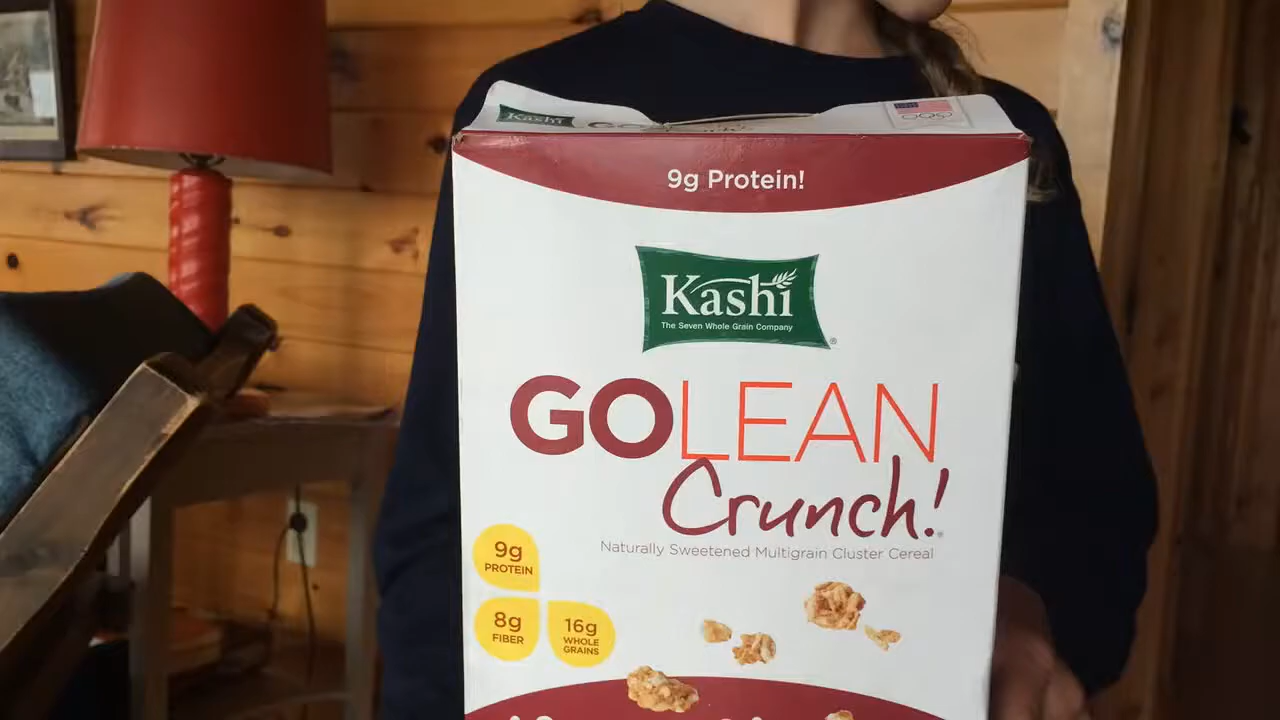 Kashi
9g Protein!
Kashi
The Seven Whole Grain Company
®
GOLEAN
Crunch!
Naturally Sweetened Multigrain Cluster Cereal
9g
PROTEIN
8g
FIBER
16g
WHOLE
GRAINS